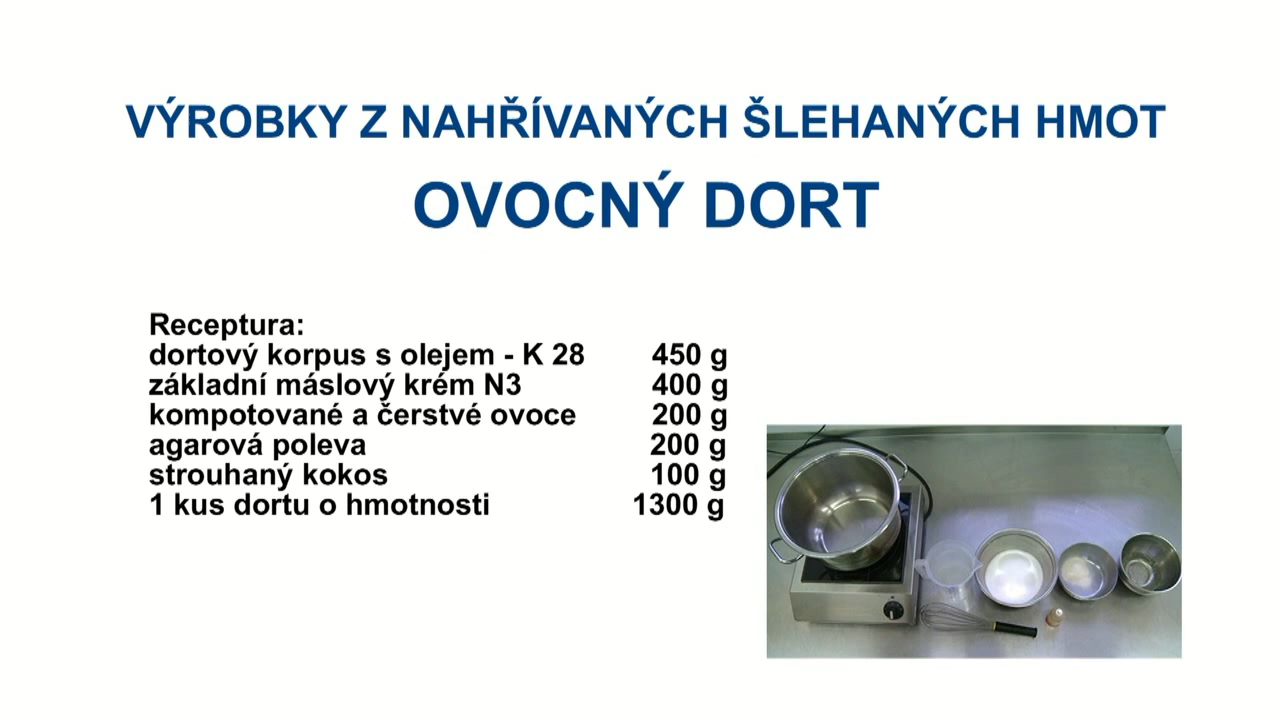 VÝROBKY Z NAHŘÍVANÝCH ŠLEHANÝCH HMOT
OVOCNÝ DORT
Receptura:
dortový korpus s olejem - K 28 450 g
základní máslový krém N3 400 g
kompotované a čerstvé ovoce 200 g
agarová poleva 200 g
strouhaný kokos 100 g
1 kus dortu o hmotnosti 1300 g